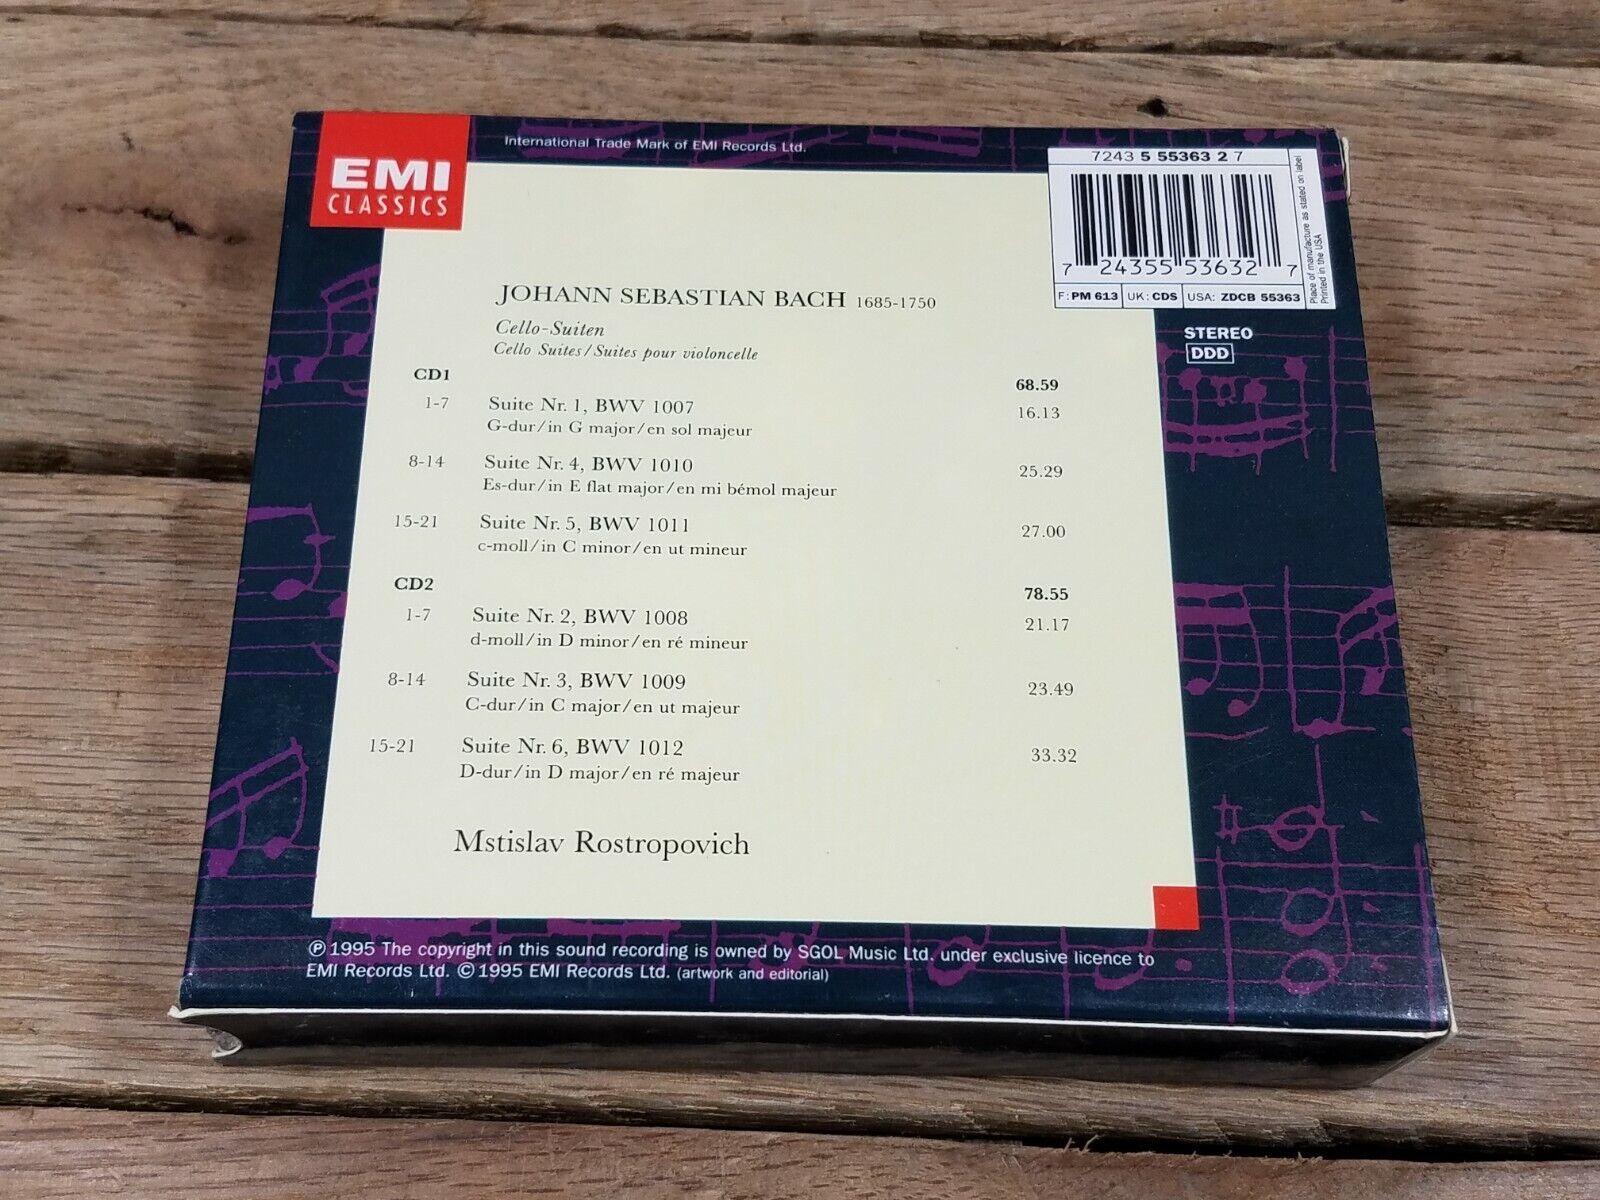 EMI
CLASSICS
International Trade Mark of EMI Records Ltd.
7243 5 55363 2 7
7 24355 53632 7
F: PM 613 UK: CDS USA: ZDCB 55363
Place of manufacture as stated on label
Printed in the USA
STEREO
DDD
JOHANN SEBASTIAN BACH 1685-1750
Cello-Suiten
Cello Suites/Suites pour violoncelle
CD1 68.59
1-7 Suite Nr. 1, BWV 1007 16.13
G-dur/in G major/en sol majeur
8-14 Suite Nr. 4, BWV 1010 25.29
Es-dur/in E flat major/en mi bémol majeur
15-21 Suite Nr. 5, BWV 1011 27.00
c-moll/in C minor/en ut mineur
CD2 78.55
1-7 Suite Nr. 2, BWV 1008 21.17
d-moll/in D minor/en ré mineur
8-14 Suite Nr. 3, BWV 1009 23.49
C-dur/in C major/en ut majeur
15-21 Suite Nr. 6, BWV 1012 33.32
D-dur/in D major/en ré majeur
Mstislav Rostropovich
℗ 1995 The copyright in this sound recording is owned by SGOL Music Ltd. under exclusive licence to
EMI Records Ltd. © 1995 EMI Records Ltd. (artwork and editorial)